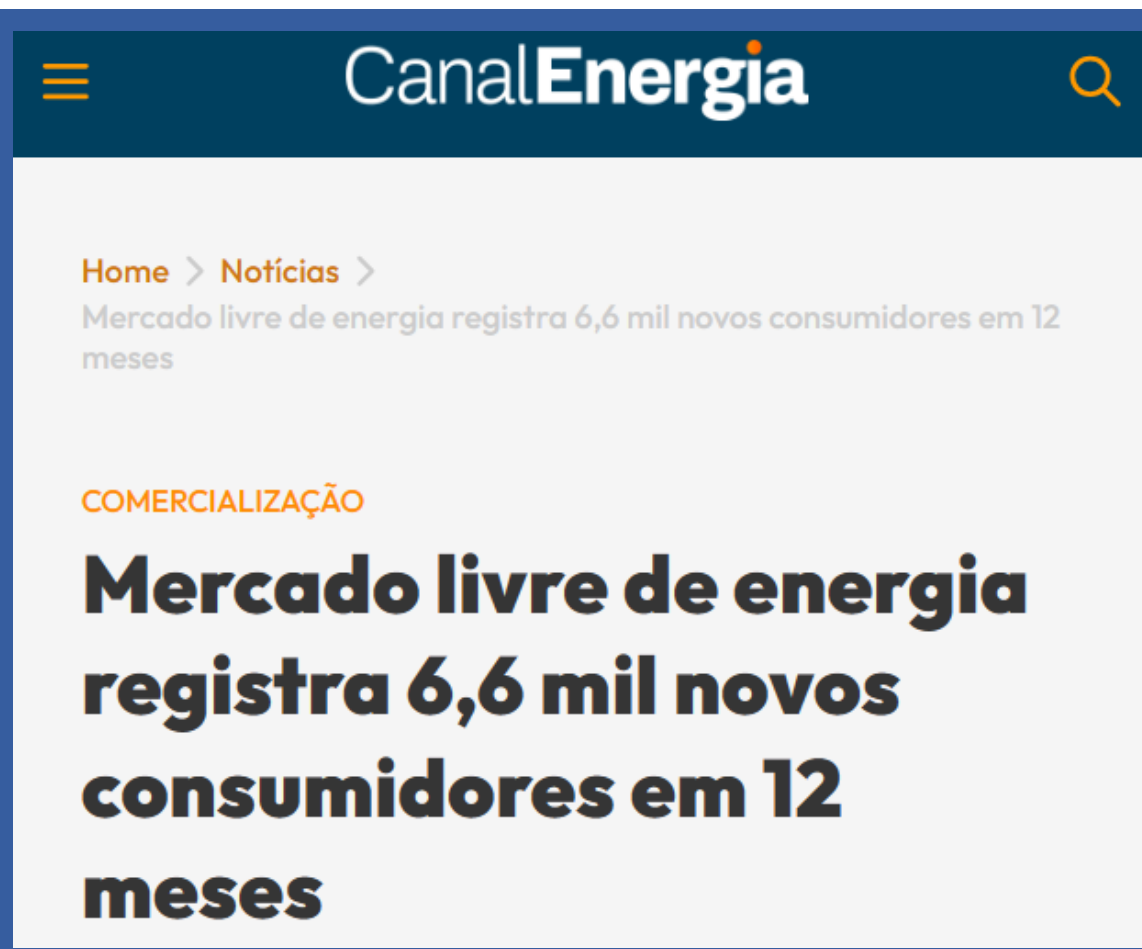 CanalEnergia
Home > Notícias >
Mercado livre de energia registra 6,6 mil novos consumidores em 12
meses
COMERCIALIZAÇÃO
Mercado livre de energia
registra 6,6 mil novos
consumidores em 12
meses